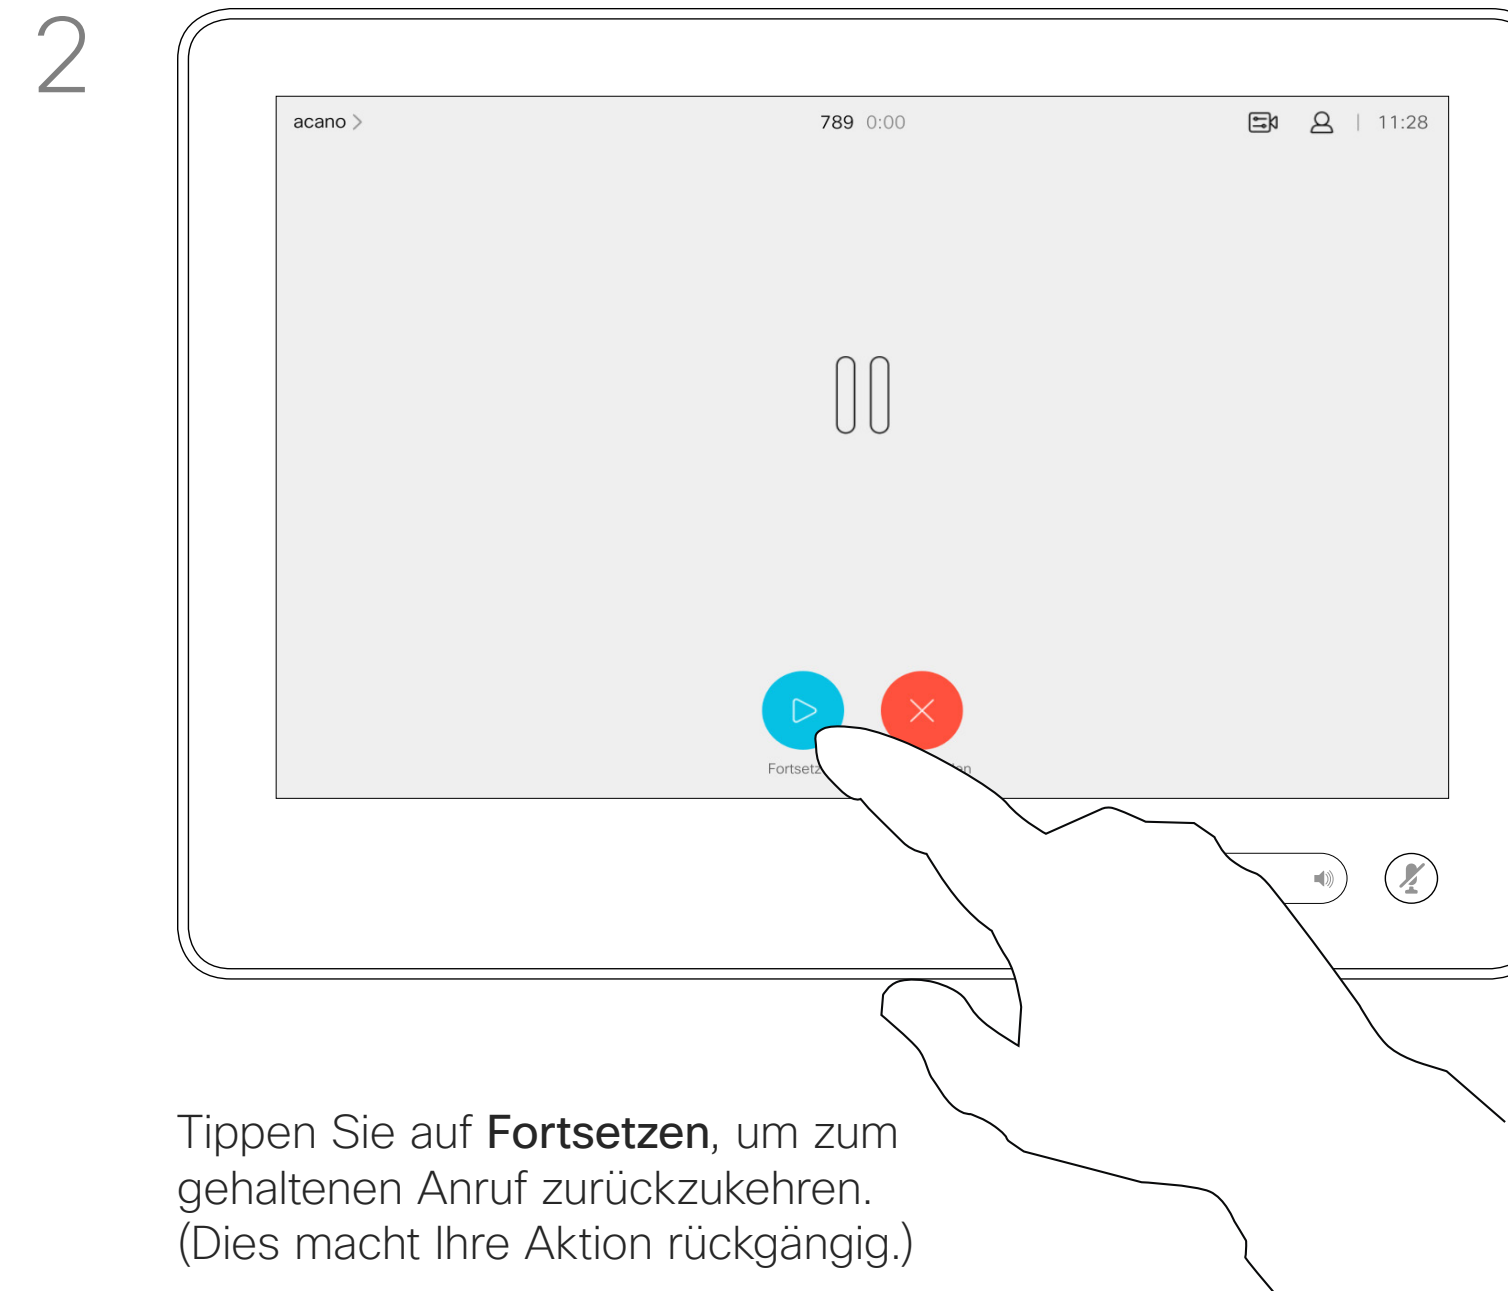 2
acano
789 0:00
11:28
Tippen Sie auf Fortsetzen, um zum
gehaltenen Anruf zurückzukehren.
(Dies macht Ihre Aktion rückgängig.)